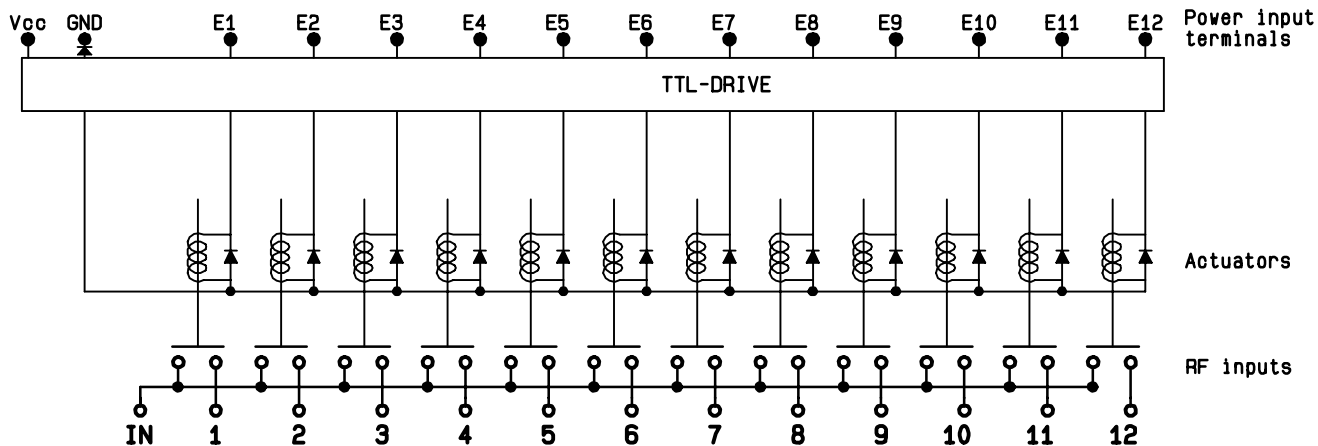 Vcc GND E1 E2 E3 E4 E5 E6 E7 E8 E9 E10 E11 E12 Power input
terminals
TTL-DRIVE
Actuators
RF inputs
IN 1 2 3 4 5 6 7 8 9 10 11 12